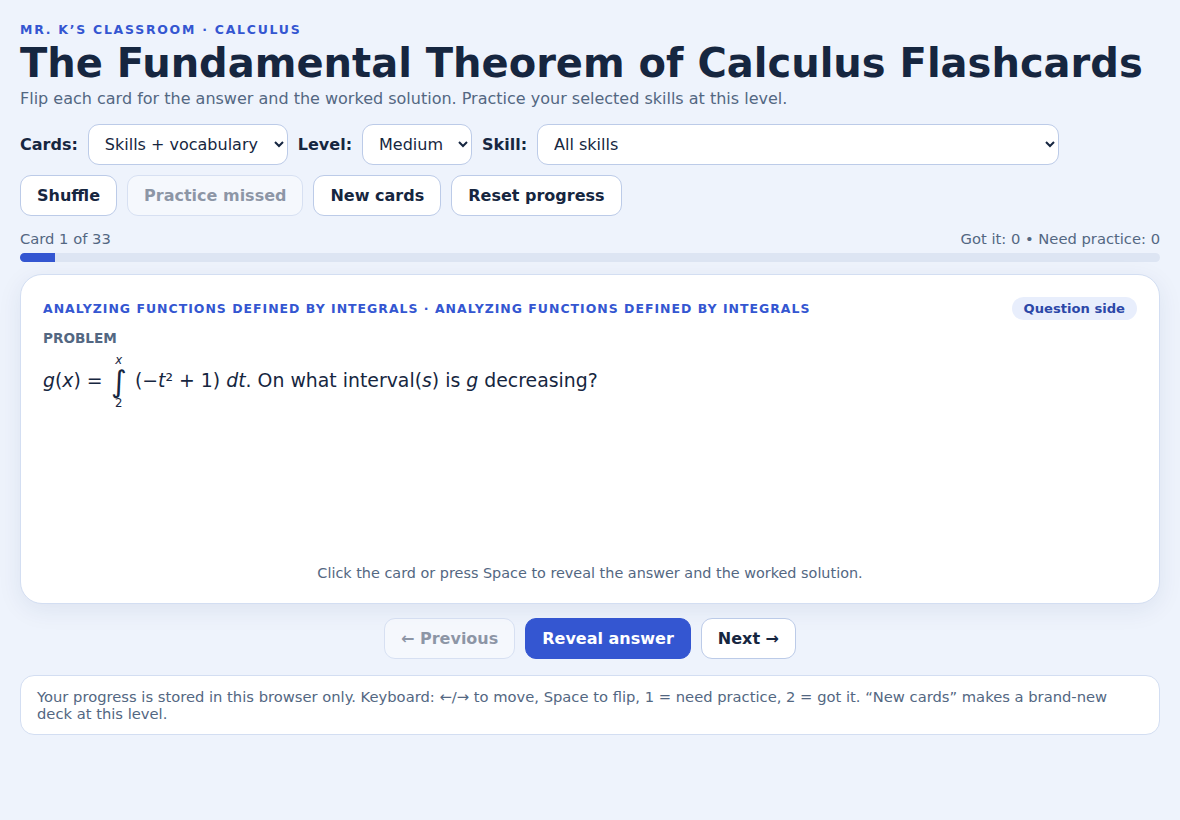 MR. K’S CLASSROOM · CALCULUS
The Fundamental Theorem of Calculus Flashcards
Flip each card for the answer and the worked solution. Practice your selected skills at this level.
Cards: Skills + vocabulary Level: Medium Skill: All skills
Shuffle Practice missed New cards Reset progress
Card 1 of 33 Got it: 0 • Need practice: 0
ANALYZING FUNCTIONS DEFINED BY INTEGRALS · ANALYZING FUNCTIONS DEFINED BY INTEGRALS Question side
PROBLEM
g(x) = ∫₂ˣ (−t² + 1) dt. On what interval(s) is g decreasing?
Click the card or press Space to reveal the answer and the worked solution.
← Previous Reveal answer Next →
Your progress is stored in this browser only. Keyboard: ←/→ to move, Space to flip, 1 = need practice, 2 = got it. “New cards” makes a brand-new
deck at this level.